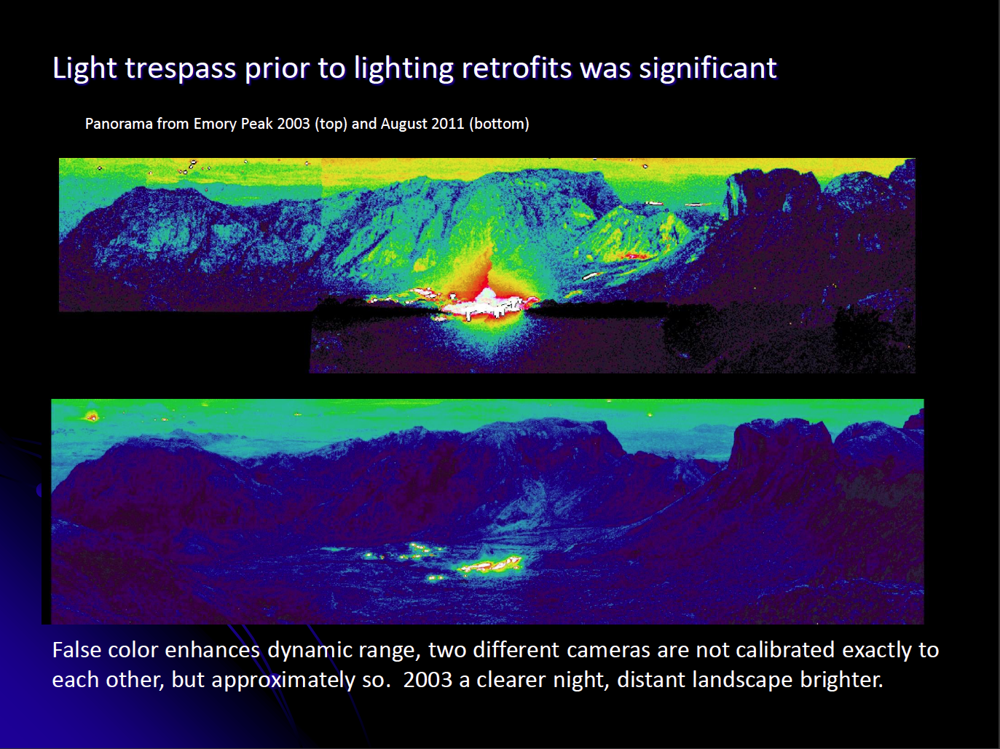 Light trespass prior to lighting retrofits was significant
Panorama from Emory Peak 2003 (top) and August 2011 (bottom)
False color enhances dynamic range, two different cameras are not calibrated exactly to
each other, but approximately so.  2003 a clearer night, distant landscape brighter.